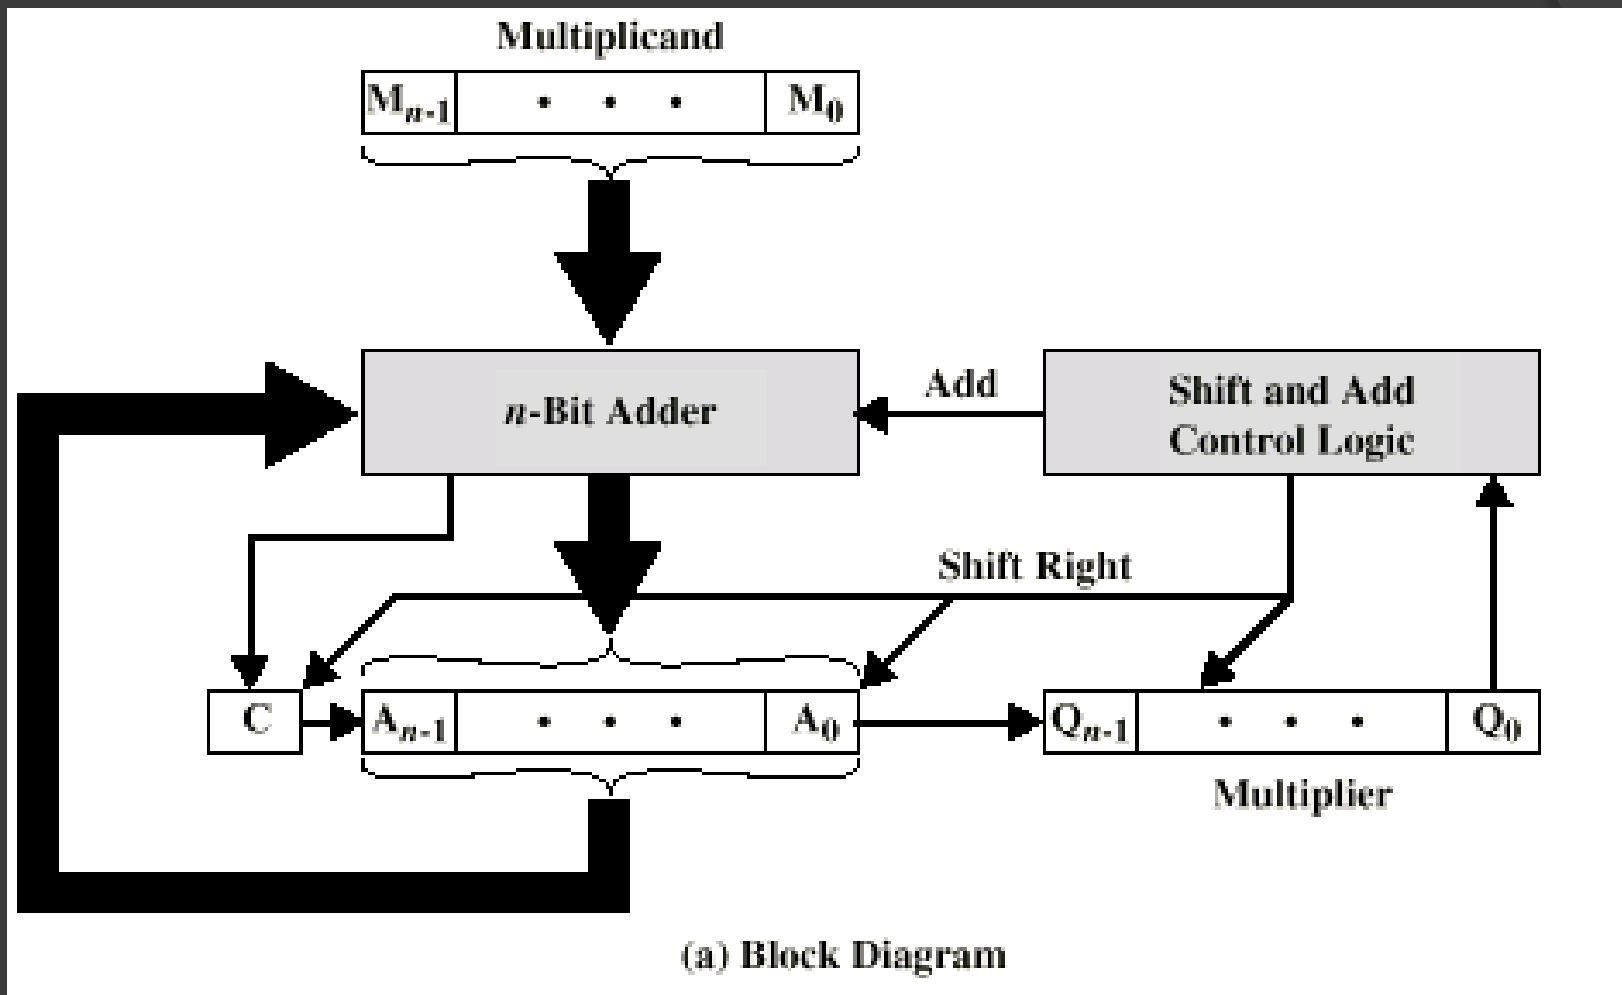 Multiplicand
Mn-1 • • • M0
n-Bit Adder
Add
Shift and Add
Control Logic
Shift Right
C
An-1 • • • A0
Qn-1 • • • Q0
Multiplier
(a) Block Diagram